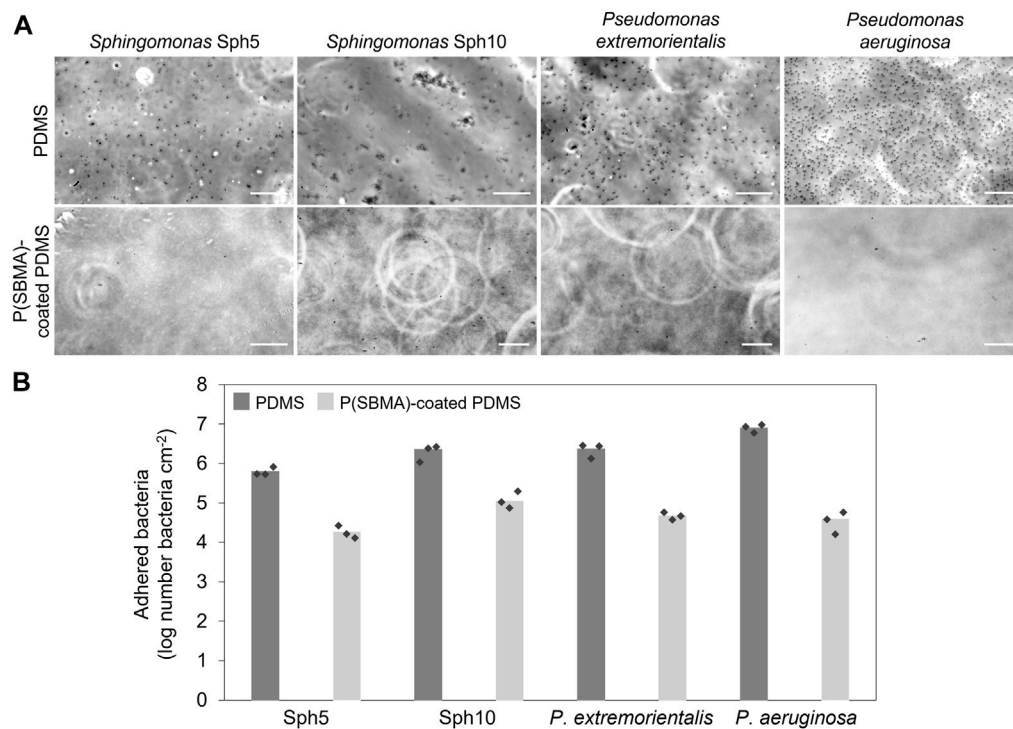 A
Sphingomonas Sph5
Sphingomonas Sph10
Pseudomonas
extremorientalis
Pseudomonas
aeruginosa
PDMS
P(SBMA)-
coated PDMS
B
PDMS
P(SBMA)-coated PDMS
Adhered bacteria
(log number bacteria cm-2)
8
7
6
5
4
3
2
1
0
Sph5
Sph10
P. extremorientalis
P. aeruginosa